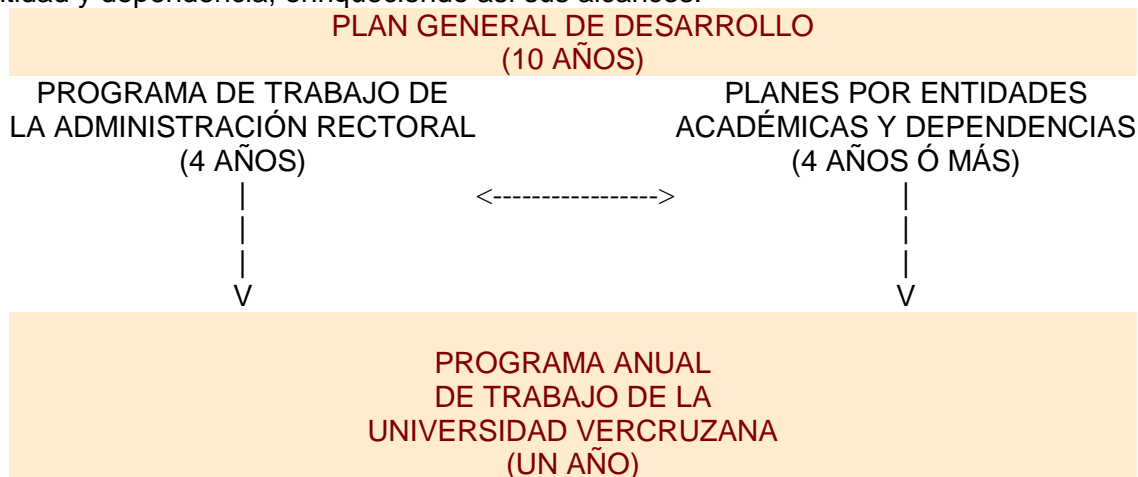 tidad y dependencia, enriqueciendo así sus alcances.
PLAN GENERAL DE DESARROLLO
(10 AÑOS)
PROGRAMA DE TRABAJO DE
LA ADMINISTRACIÓN RECTORAL
(4 AÑOS)
PLANES POR ENTIDADES
ACADÉMICAS Y DEPENDENCIAS
(4 AÑOS Ó MÁS)
| <-----------------> |
| |
| |
V V
PROGRAMA ANUAL
DE TRABAJO DE LA
UNIVERSIDAD VERCRUZANA
(UN AÑO)